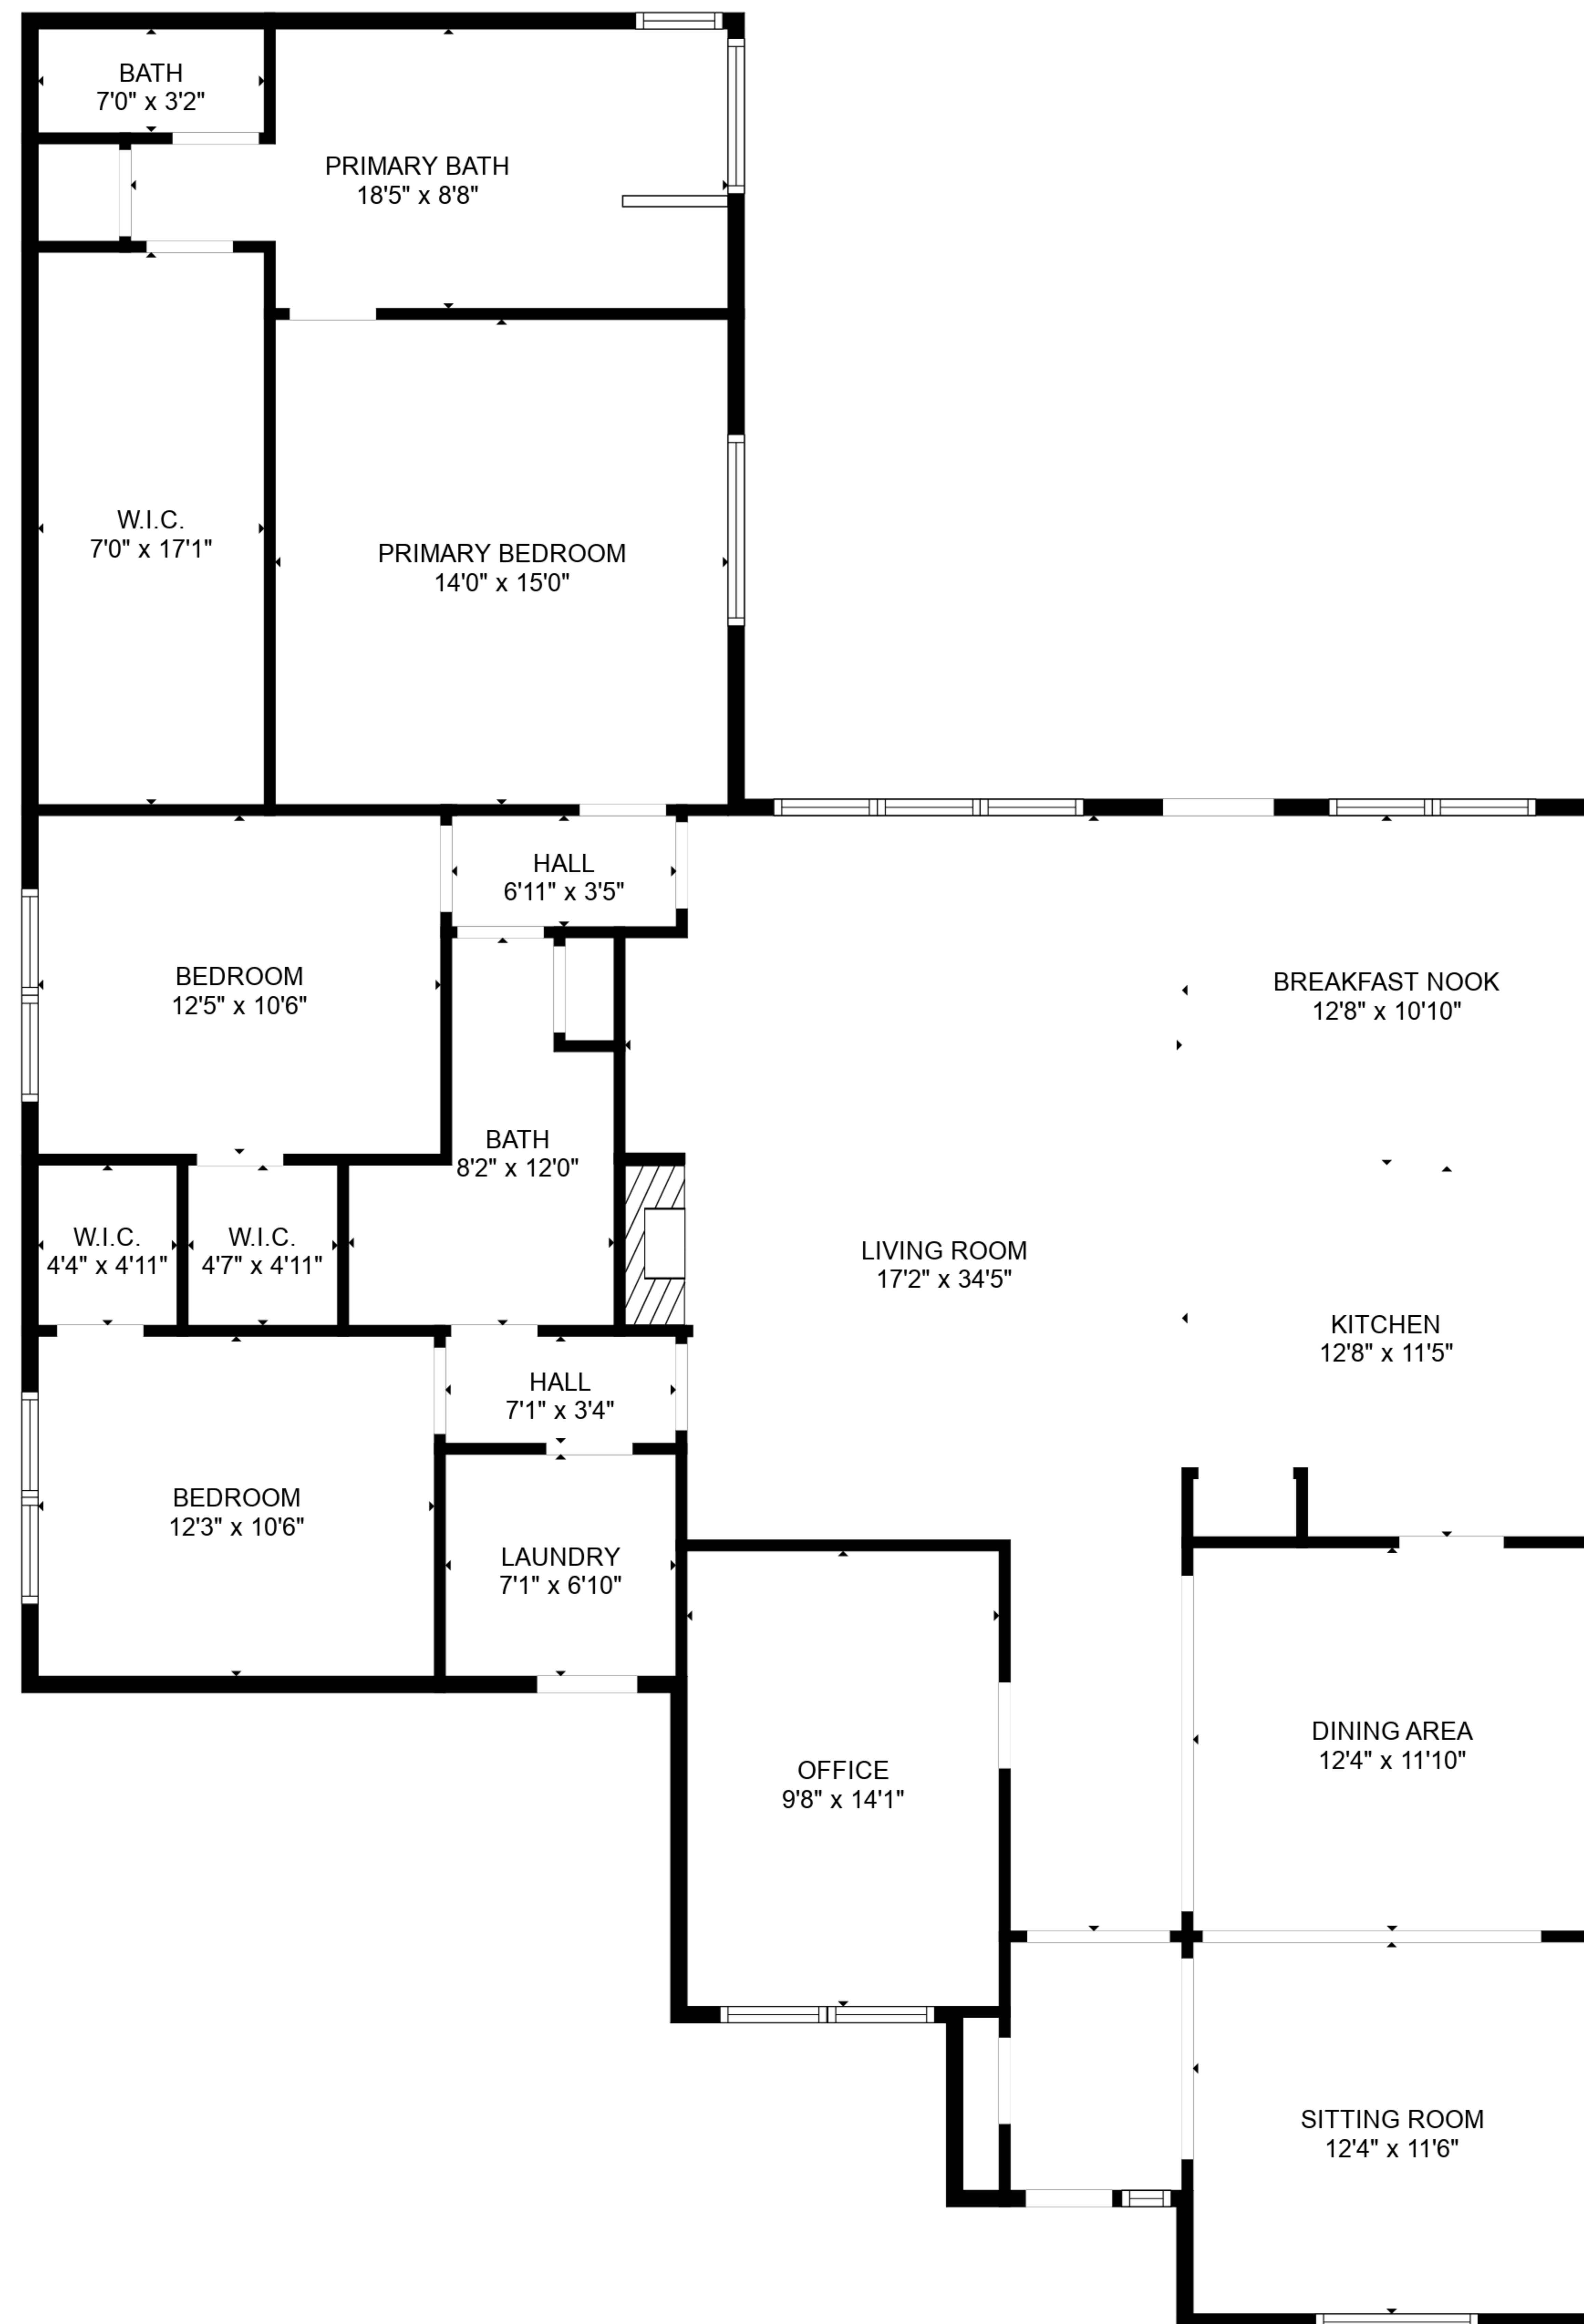 BATH
7'0" x 3'2"
PRIMARY BATH
18'5" x 8'8"
W.I.C.
7'0" x 17'1"
PRIMARY BEDROOM
14'0" x 15'0"
HALL
6'11" x 3'5"
BEDROOM
12'5" x 10'6"
BREAKFAST NOOK
12'8" x 10'10"
BATH
8'2" x 12'0"
W.I.C.
4'4" x 4'11"
W.I.C.
4'7" x 4'11"
LIVING ROOM
17'2" x 34'5"
KITCHEN
12'8" x 11'5"
HALL
7'1" x 3'4"
BEDROOM
12'3" x 10'6"
LAUNDRY
7'1" x 6'10"
DINING AREA
12'4" x 11'10"
OFFICE
9'8" x 14'1"
SITTING ROOM
12'4" x 11'6"